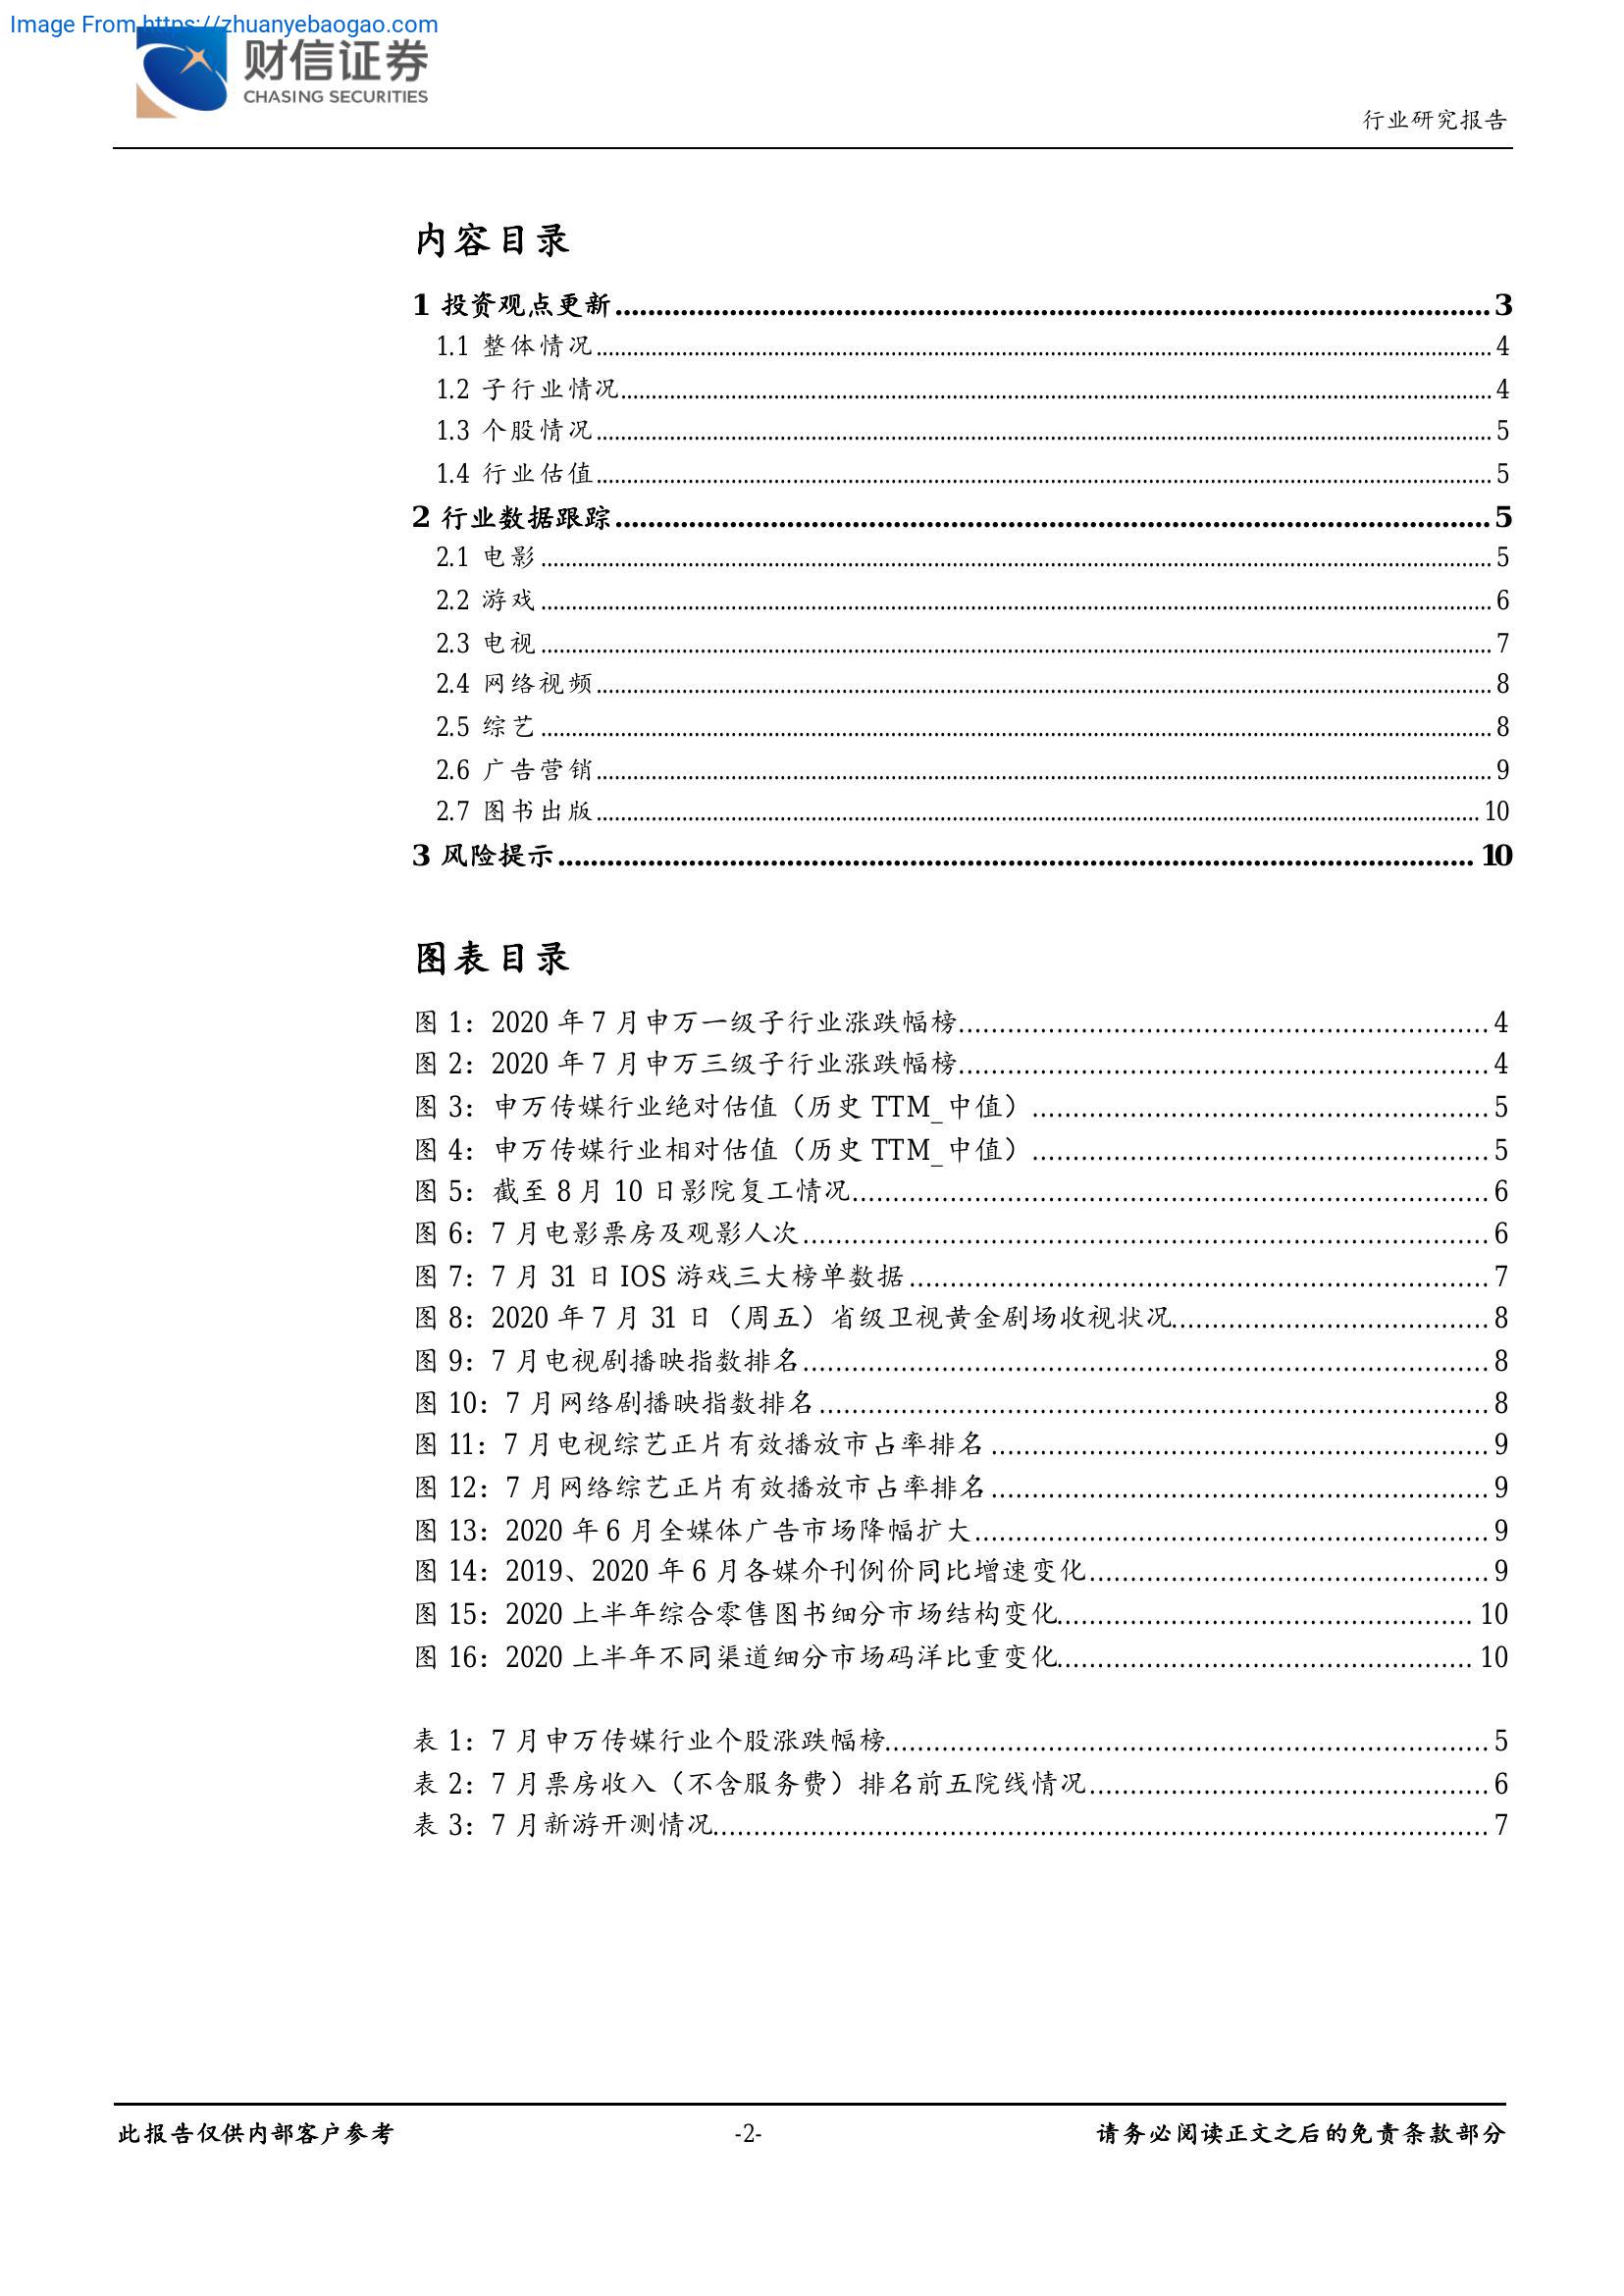 Image From https://zhuanyebaogao.com
财信证券
CHASING SECURITIES
行业研究报告
内容目录
1 投资观点更新........................................ 3
1.1 整体情况........................................ 4
1.2 子行业情况........................................ 4
1.3 个股情况........................................ 5
1.4 行业估值........................................ 5
2 行业数据跟踪........................................ 5
2.1 电影........................................ 5
2.2 游戏........................................ 6
2.3 电视........................................ 7
2.4 网络视频........................................ 8
2.5 综艺........................................ 8
2.6 广告营销........................................ 9
2.7 图书出版........................................ 10
3 风险提示........................................ 10
图表目录
图 1：2020 年 7 月申万一级子行业涨跌幅榜........................................ 4
图 2：2020 年 7 月申万三级子行业涨跌幅榜........................................ 4
图 3：申万传媒行业绝对估值（历史 TTM_中值）........................................ 5
图 4：申万传媒行业相对估值（历史 TTM_中值）........................................ 5
图 5：截至 8 月 10 日影院复工情况........................................ 6
图 6：7 月电影票房及观影人次........................................ 6
图 7：7 月 31 日 IOS 游戏三大榜单数据........................................ 7
图 8：2020 年 7 月 31 日（周五）省级卫视黄金剧场收视状况........................................ 8
图 9：7 月电视剧播映指数排名........................................ 8
图 10：7 月网络剧播映指数排名........................................ 8
图 11：7 月电视综艺正片有效播放市占率排名........................................ 9
图 12：7 月网络综艺正片有效播放市占率排名........................................ 9
图 13：2020 年 6 月全媒体广告市场降幅扩大........................................ 9
图 14：2019、2020 年 6 月各媒介刊例价同比增速变化........................................ 9
图 15：2020 上半年综合零售图书细分市场结构变化........................................ 10
图 16：2020 上半年不同渠道细分市场码洋比重变化........................................ 10
表 1：7 月申万传媒行业个股涨跌幅榜........................................ 5
表 2：7 月票房收入（不含服务费）排名前五院线情况........................................ 6
表 3：7 月新游开测情况........................................ 7
此报告仅供内部客户参考
-2-
请务必阅读正文之后的免责条款部分